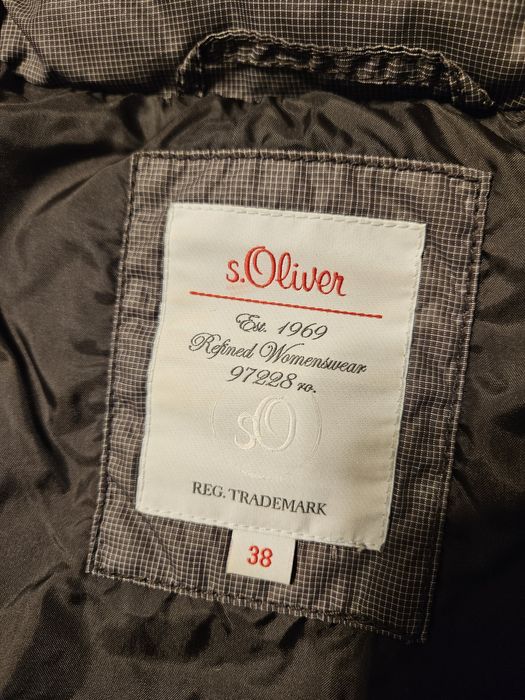 s.Oliver
Est. 1969
Refined Womenswear
97228 ro.
sO
REG. TRADEMARK
38